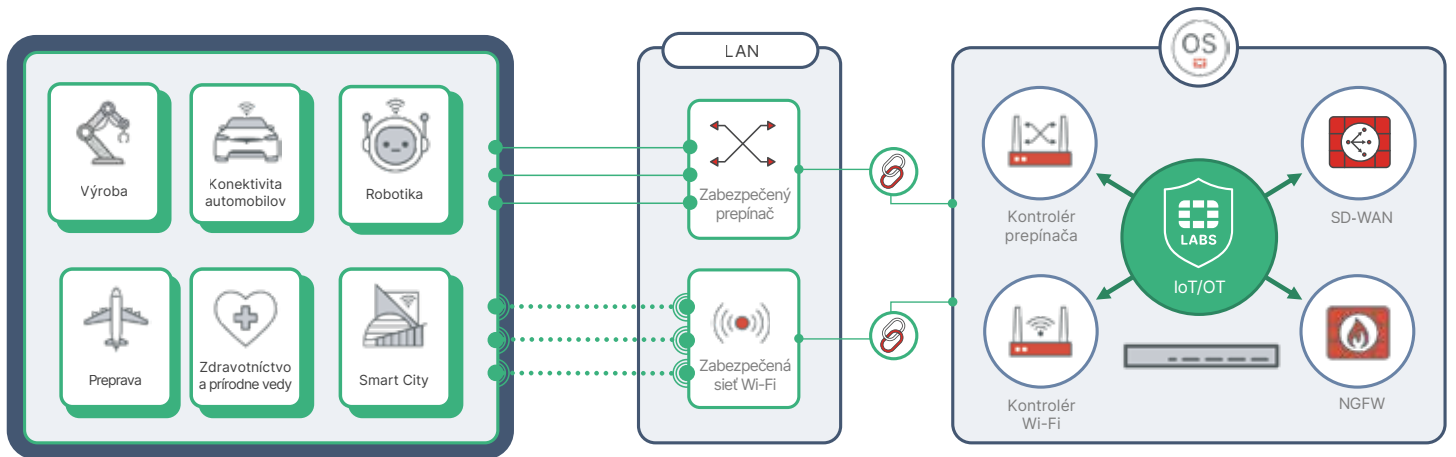 Výroba
Konektivita
automobilov
Robotika
Preprava
Zdravotníctvo
a prírodne vedy
Smart City
LAN
Zabezpečený
prepínač
Zabezpečená
sieť Wi-Fi
OS
Kontrolér
prepínača
SD-WAN
LABS
IoT/OT
Kontrolér
Wi-Fi
NGFW